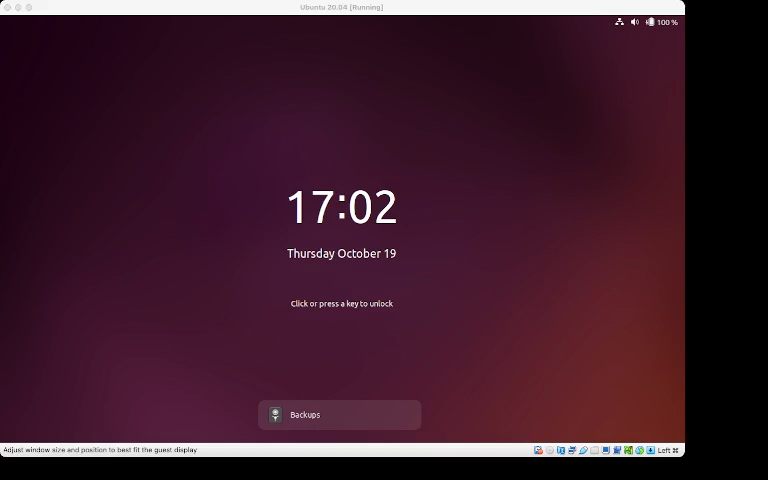 Ubuntu 20.04 [Running]
100 %
17:02
Thursday October 19
Click or press a key to unlock
Backups
Adjust window size and position to best fit the guest display
Left ⌘